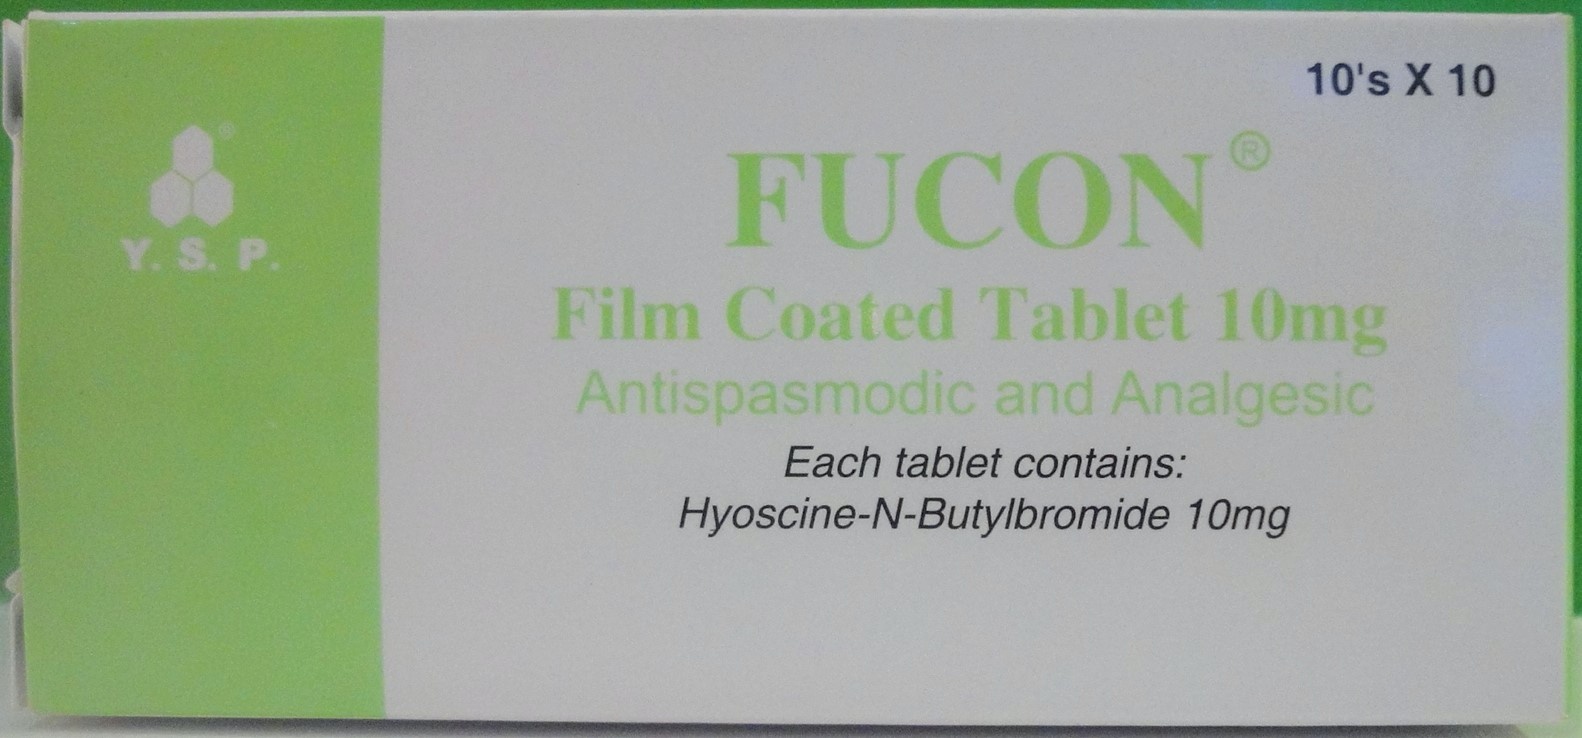 10's X 10
®
Y. S. P.
FUCON®
Film Coated Tablet 10mg
Antispasmodic and Analgesic
Each tablet contains:
Hyoscine-N-Butylbromide 10mg